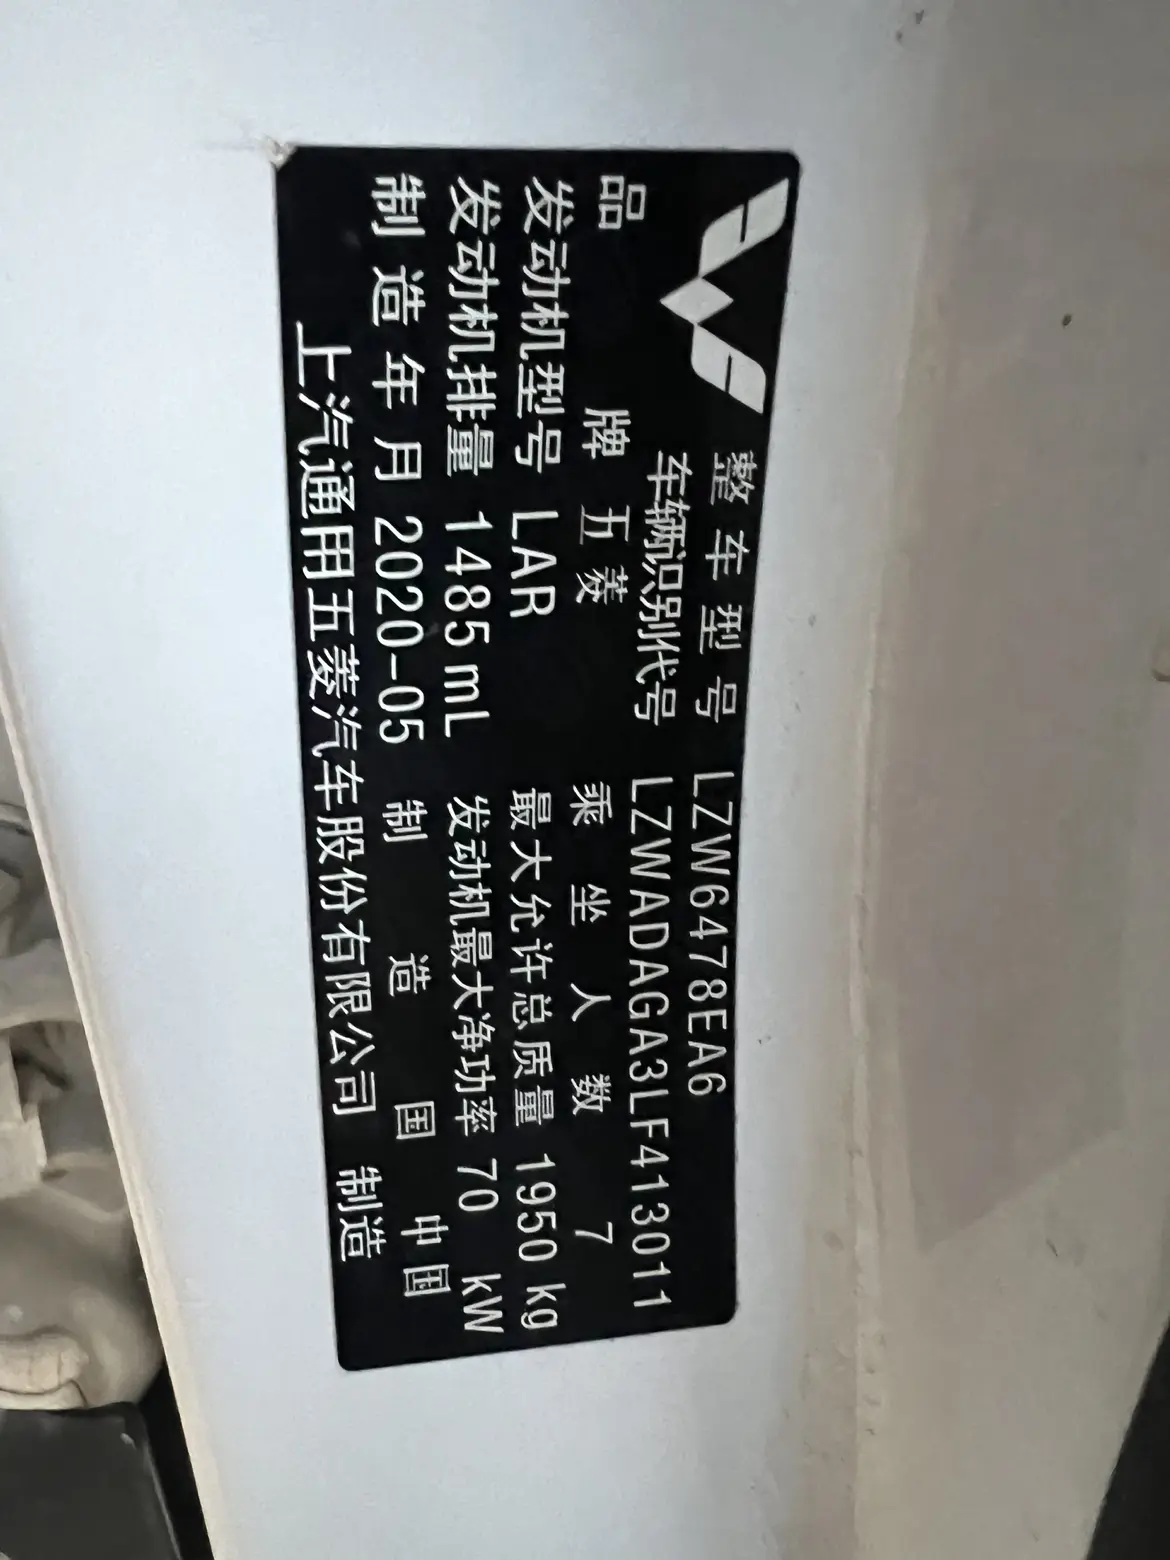 整车型号 LZW6478EA6
车辆识别代号 LZWADAGA3LF413011
品牌 五菱 乘坐人数 7
发动机型号 LAR 最大允许总质量 1950 kg
发动机排量 1485 mL 发动机最大净功率 70 kW
制造年月 2020-05 制造国 中国
上汽通用五菱汽车股份有限公司 制造